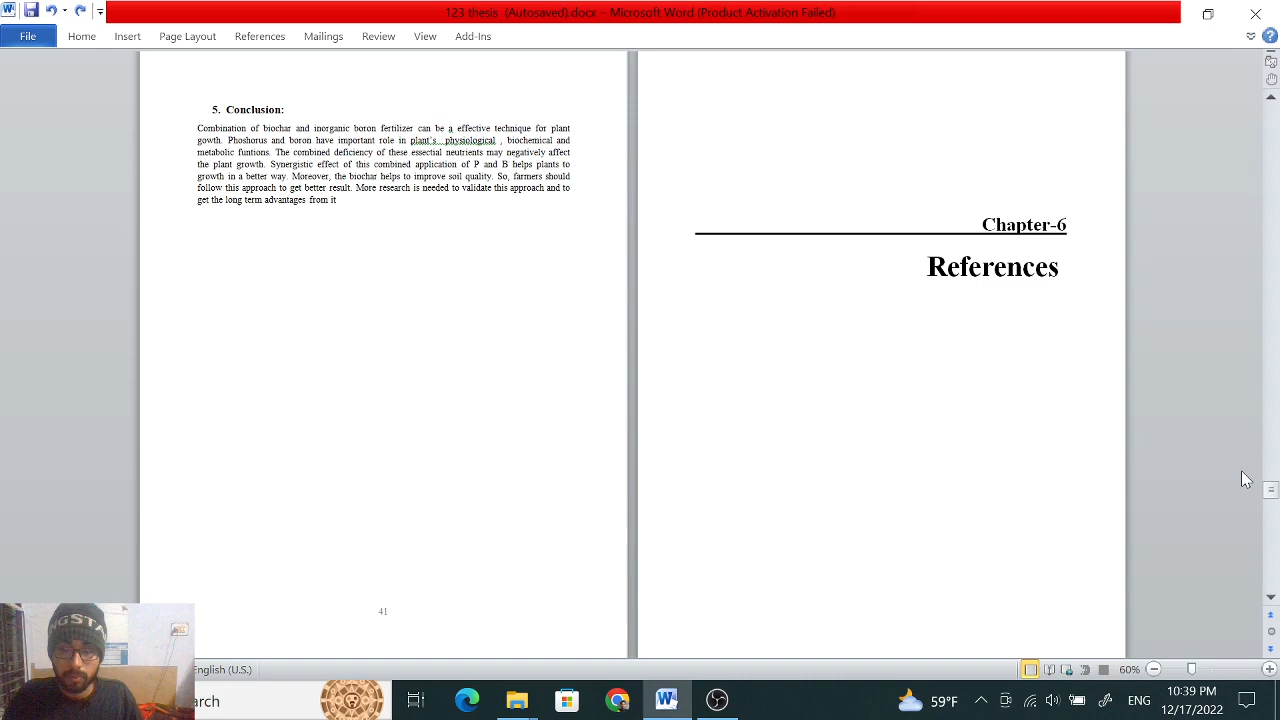 123 thesis (Autosaved).docx - Microsoft Word (Product Activation Failed)
File Home Insert Page Layout References Mailings Review View Add-Ins
5. Conclusion:
Combination of biochar and inorganic boron fertilizer can be a effective technique for plant
gowth. Phoshorus and boron have important role in plant's physiological , biochemical and
metabolic funtions. The combined deficiency of these essectial neutrients may negatively affect
the plant growth. Synergistic effect of this combined application of P and B helps plants to
growth in a better way. Moreover, the biochar helps to improve soil quality. So, farmers should
follow this approach to get better result. More research is needed to validate this approach and to
get the long term advantages from it
41
Chapter-6
References
NGSTA
English (U.S.)
60%
arch
59°F
ENG
10:39 PM
12/17/2022